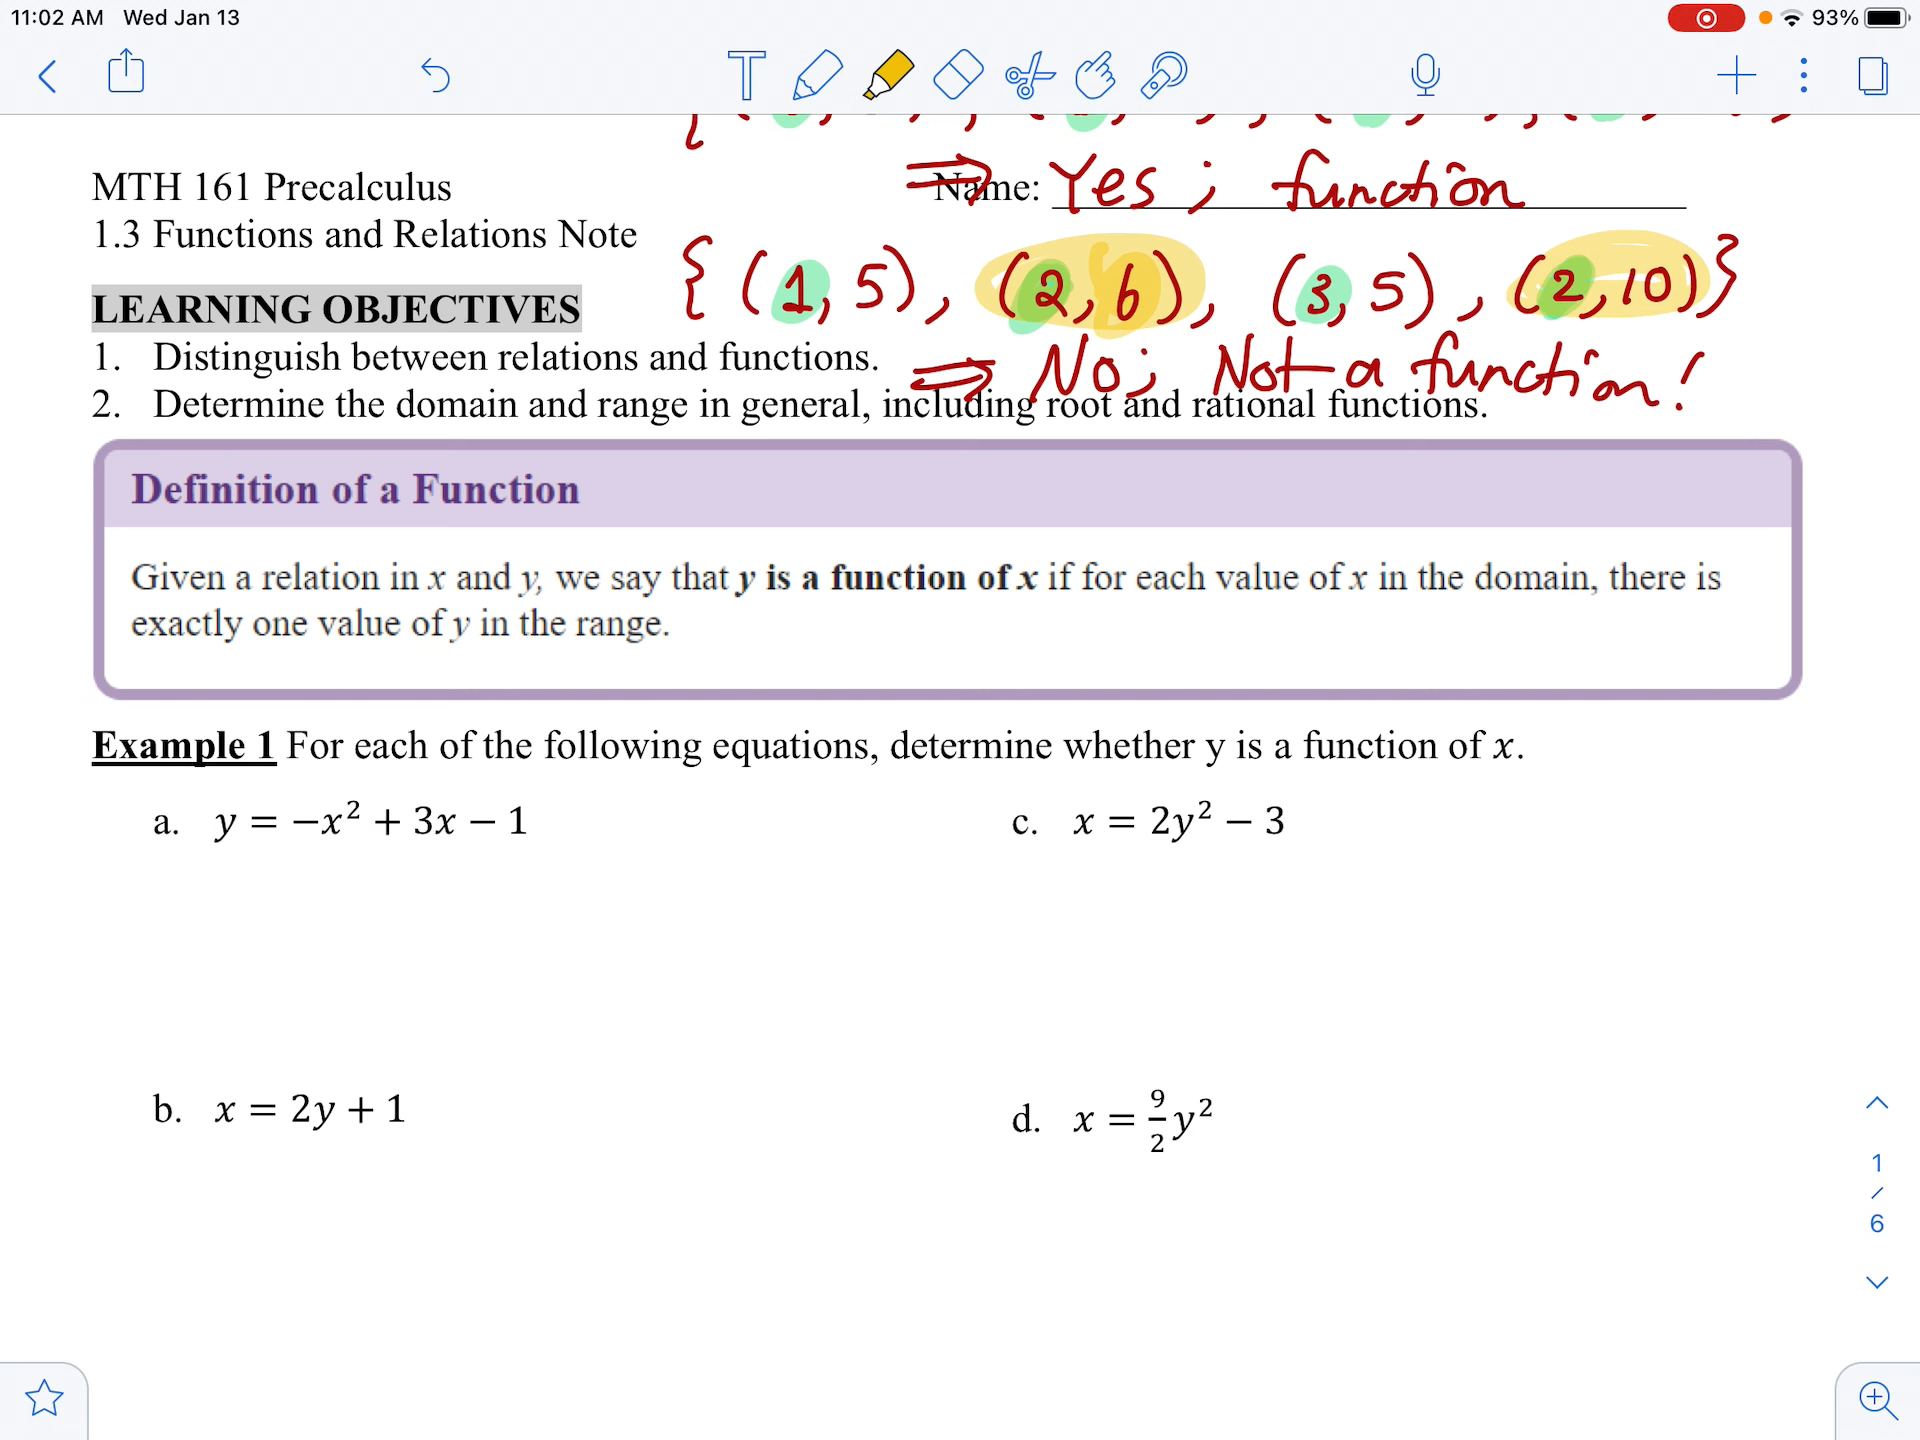 11:02 AM Wed Jan 13
93%
MTH 161 Precalculus
Name: Yes ; function
1.3 Functions and Relations Note
{ (1, 5), (2, 6), (3, 5), (2, 10)}
LEARNING OBJECTIVES
1. Distinguish between relations and functions.
⇒ No; Not a function!
2. Determine the domain and range in general, including root and rational functions.
Definition of a Function
Given a relation in x and y, we say that y is a function of x if for each value of x in the domain, there is
exactly one value of y in the range.
Example 1 For each of the following equations, determine whether y is a function of x.
a. y = −x² + 3x − 1
c. x = 2y² − 3
b. x = 2y + 1
d. x = 9/2 y²
1
/
6